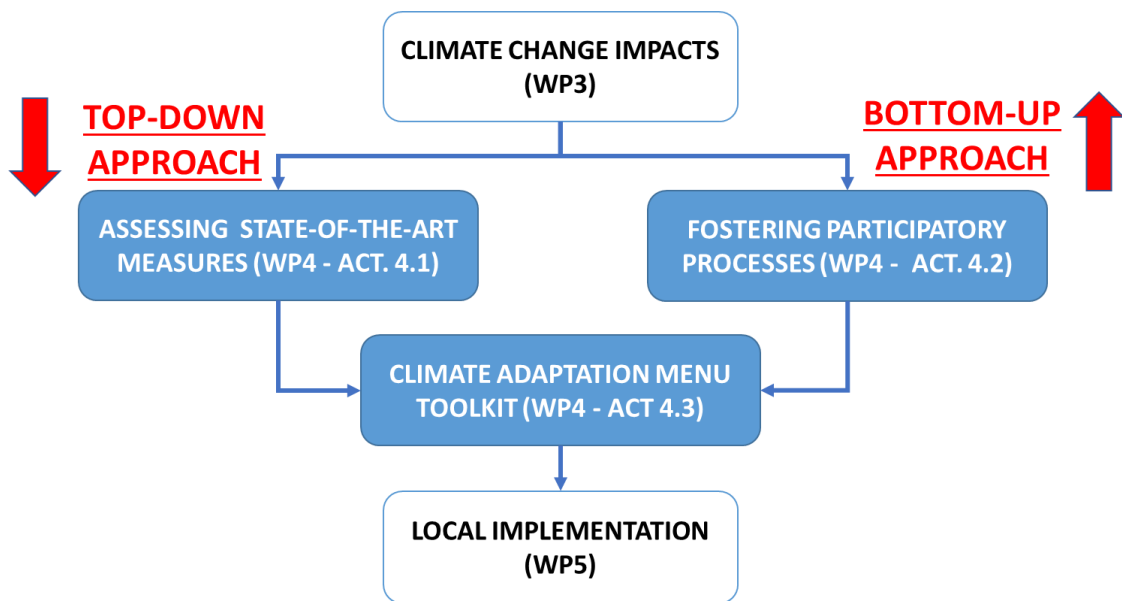 CLIMATE CHANGE IMPACTS
(WP3)
TOP-DOWN
APPROACH
BOTTOM-UP
APPROACH
ASSESSING STATE-OF-THE-ART
MEASURES (WP4 - ACT. 4.1)
FOSTERING PARTICIPATORY
PROCESSES (WP4 - ACT. 4.2)
CLIMATE ADAPTATION MENU
TOOLKIT (WP4 - ACT 4.3)
LOCAL IMPLEMENTATION
(WP5)